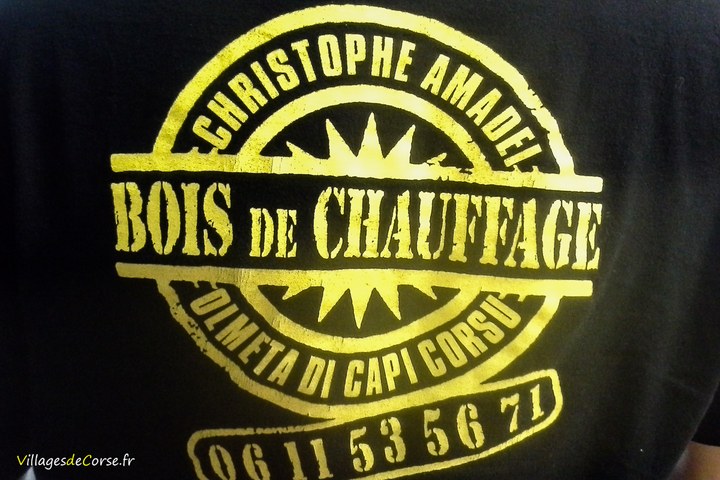 CHRISTOPHE AMADEI
BOIS DE CHAUFFAGE
OLMETA DI CAPI CORSU
06 11 53 56 71
VillagesdeCorse.fr